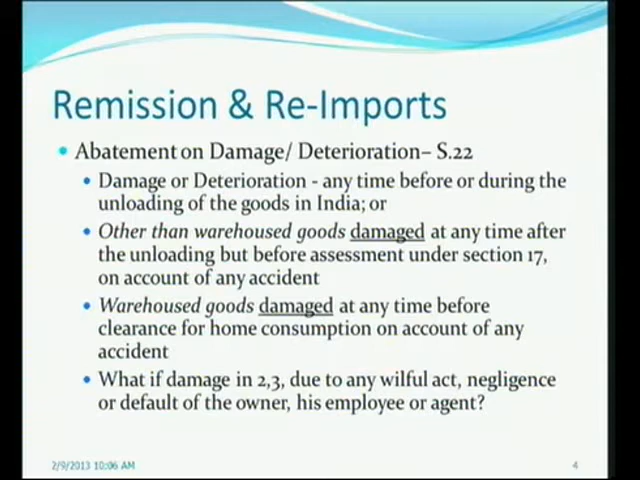 Remission & Re-Imports
Abatement on Damage/ Deterioration– S.22
Damage or Deterioration - any time before or during the
unloading of the goods in India; or
Other than warehoused goods damaged at any time after
the unloading but before assessment under section 17,
on account of any accident
Warehoused goods damaged at any time before
clearance for home consumption on account of any
accident
What if damage in 2,3, due to any wilful act, negligence
or default of the owner, his employee or agent?
2/9/2013 10:06 AM
4